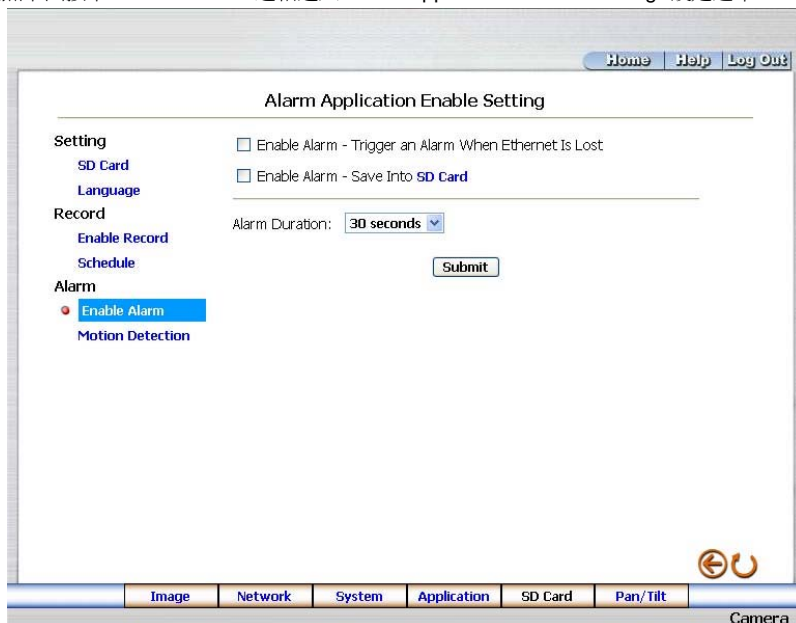 Home Help Log Out
Alarm Application Enable Setting
Setting
SD Card
Language
Record
Enable Record
Schedule
Alarm
Enable Alarm
Motion Detection
Enable Alarm - Trigger an Alarm When Ethernet Is Lost
Enable Alarm - Save Into SD Card
Alarm Duration: 30 seconds
Submit
Image Network System Application SD Card Pan/Tilt
Camera